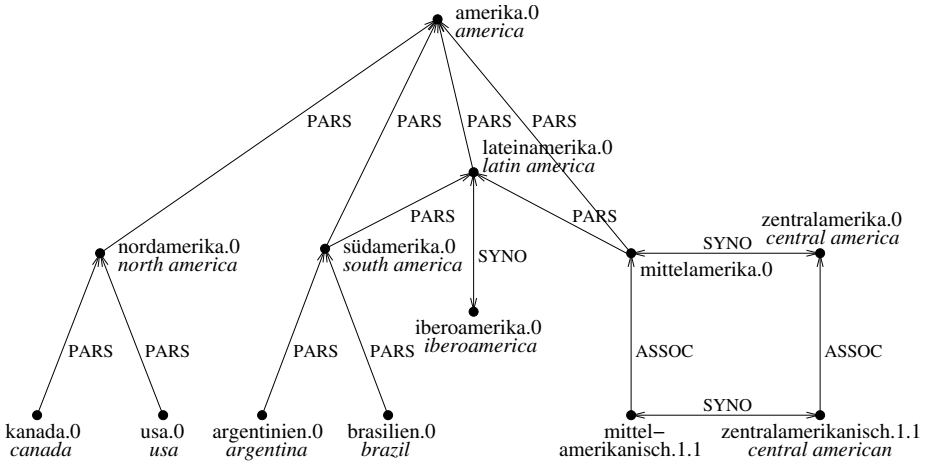 amerika.0
america
PARS PARS PARS PARS
lateinamerika.0
latin america
PARS PARS
nordamerika.0
north america
südamerika.0
south america
SYNO
SYNO
zentralamerika.0
central america
mittelamerika.0
iberoamerika.0
iberoamerica
PARS PARS PARS PARS ASSOC ASSOC
SYNO
kanada.0
canada
usa.0
usa
argentinien.0
argentina
brasilien.0
brazil
mittel−
amerikanisch.1.1
zentralamerikanisch.1.1
central american